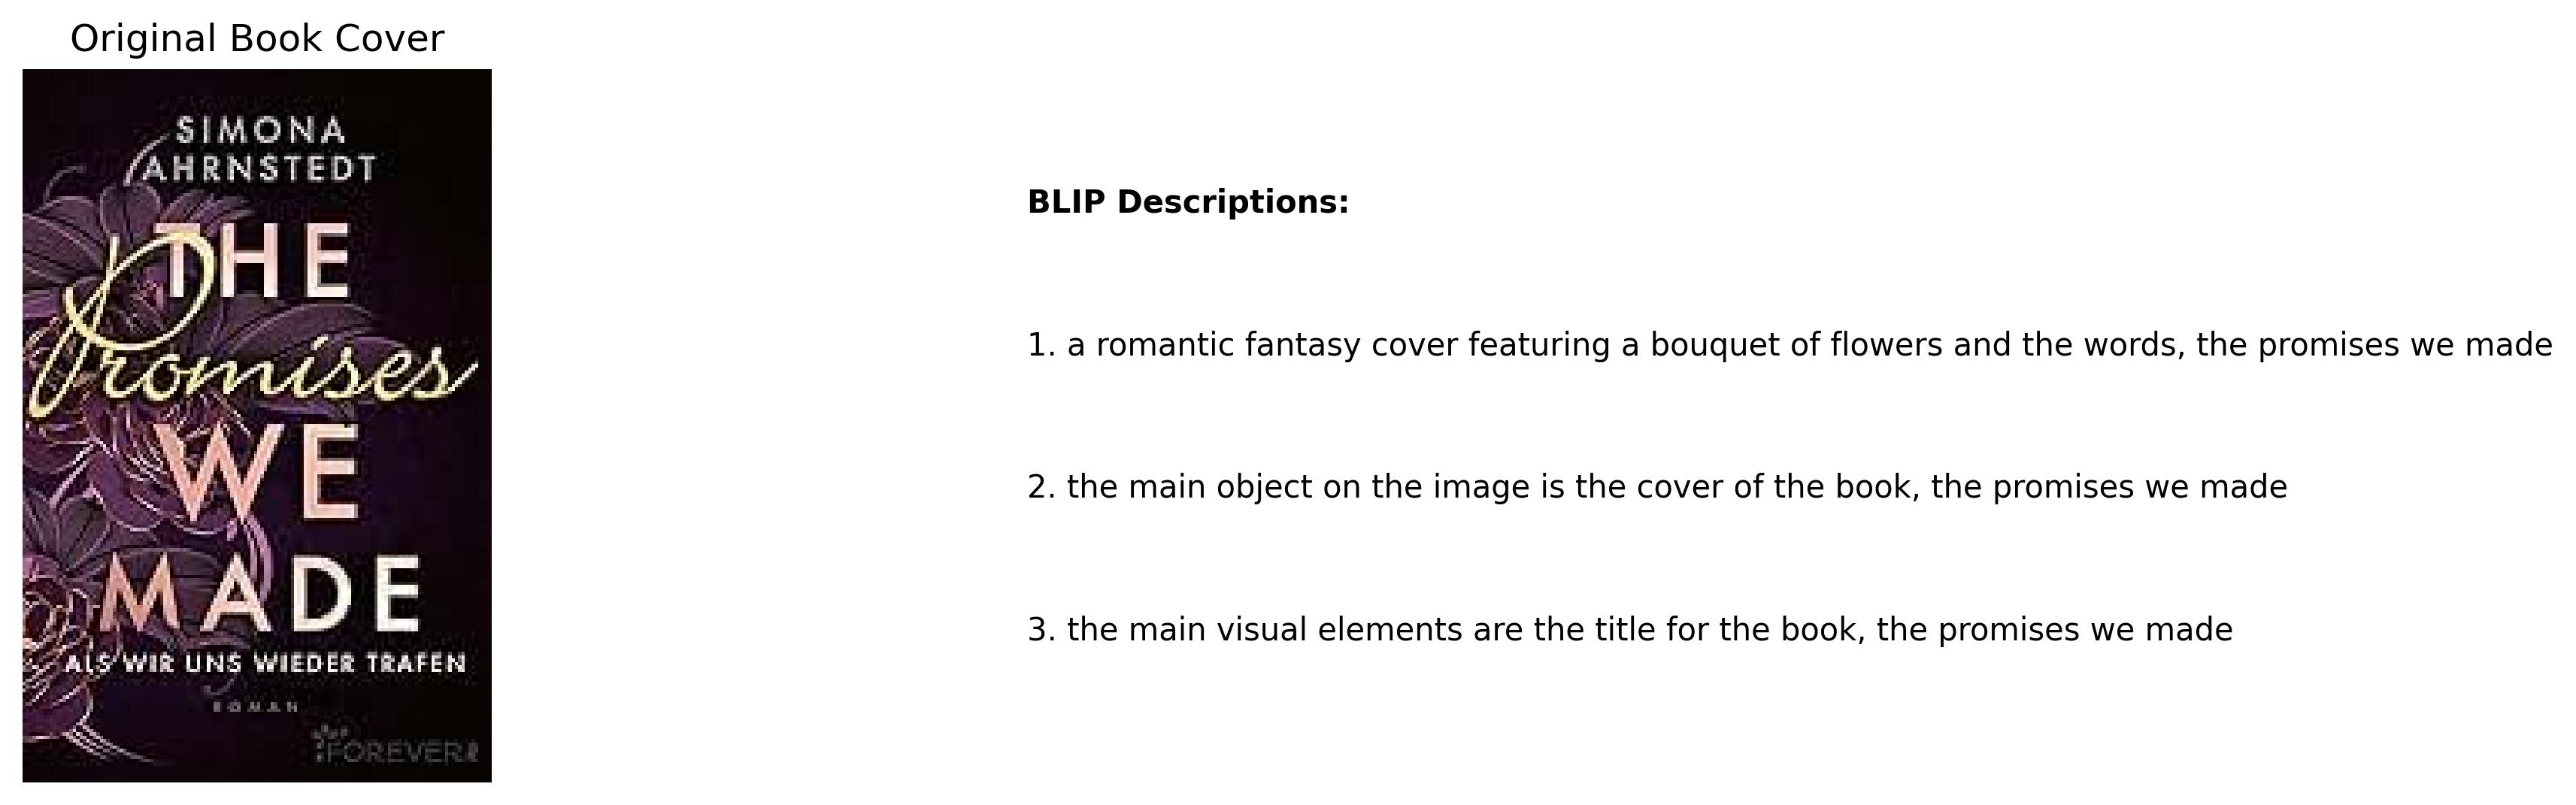 Original Book Cover
SIMONA
AHRNSTEDT
THE
Promises
WE
MADE
ALS WIR UNS WIEDER TRAFEN
ROMAN
FOREVER
BLIP Descriptions:
1. a romantic fantasy cover featuring a bouquet of flowers and the words, the promises we made
2. the main object on the image is the cover of the book, the promises we made
3. the main visual elements are the title for the book, the promises we made